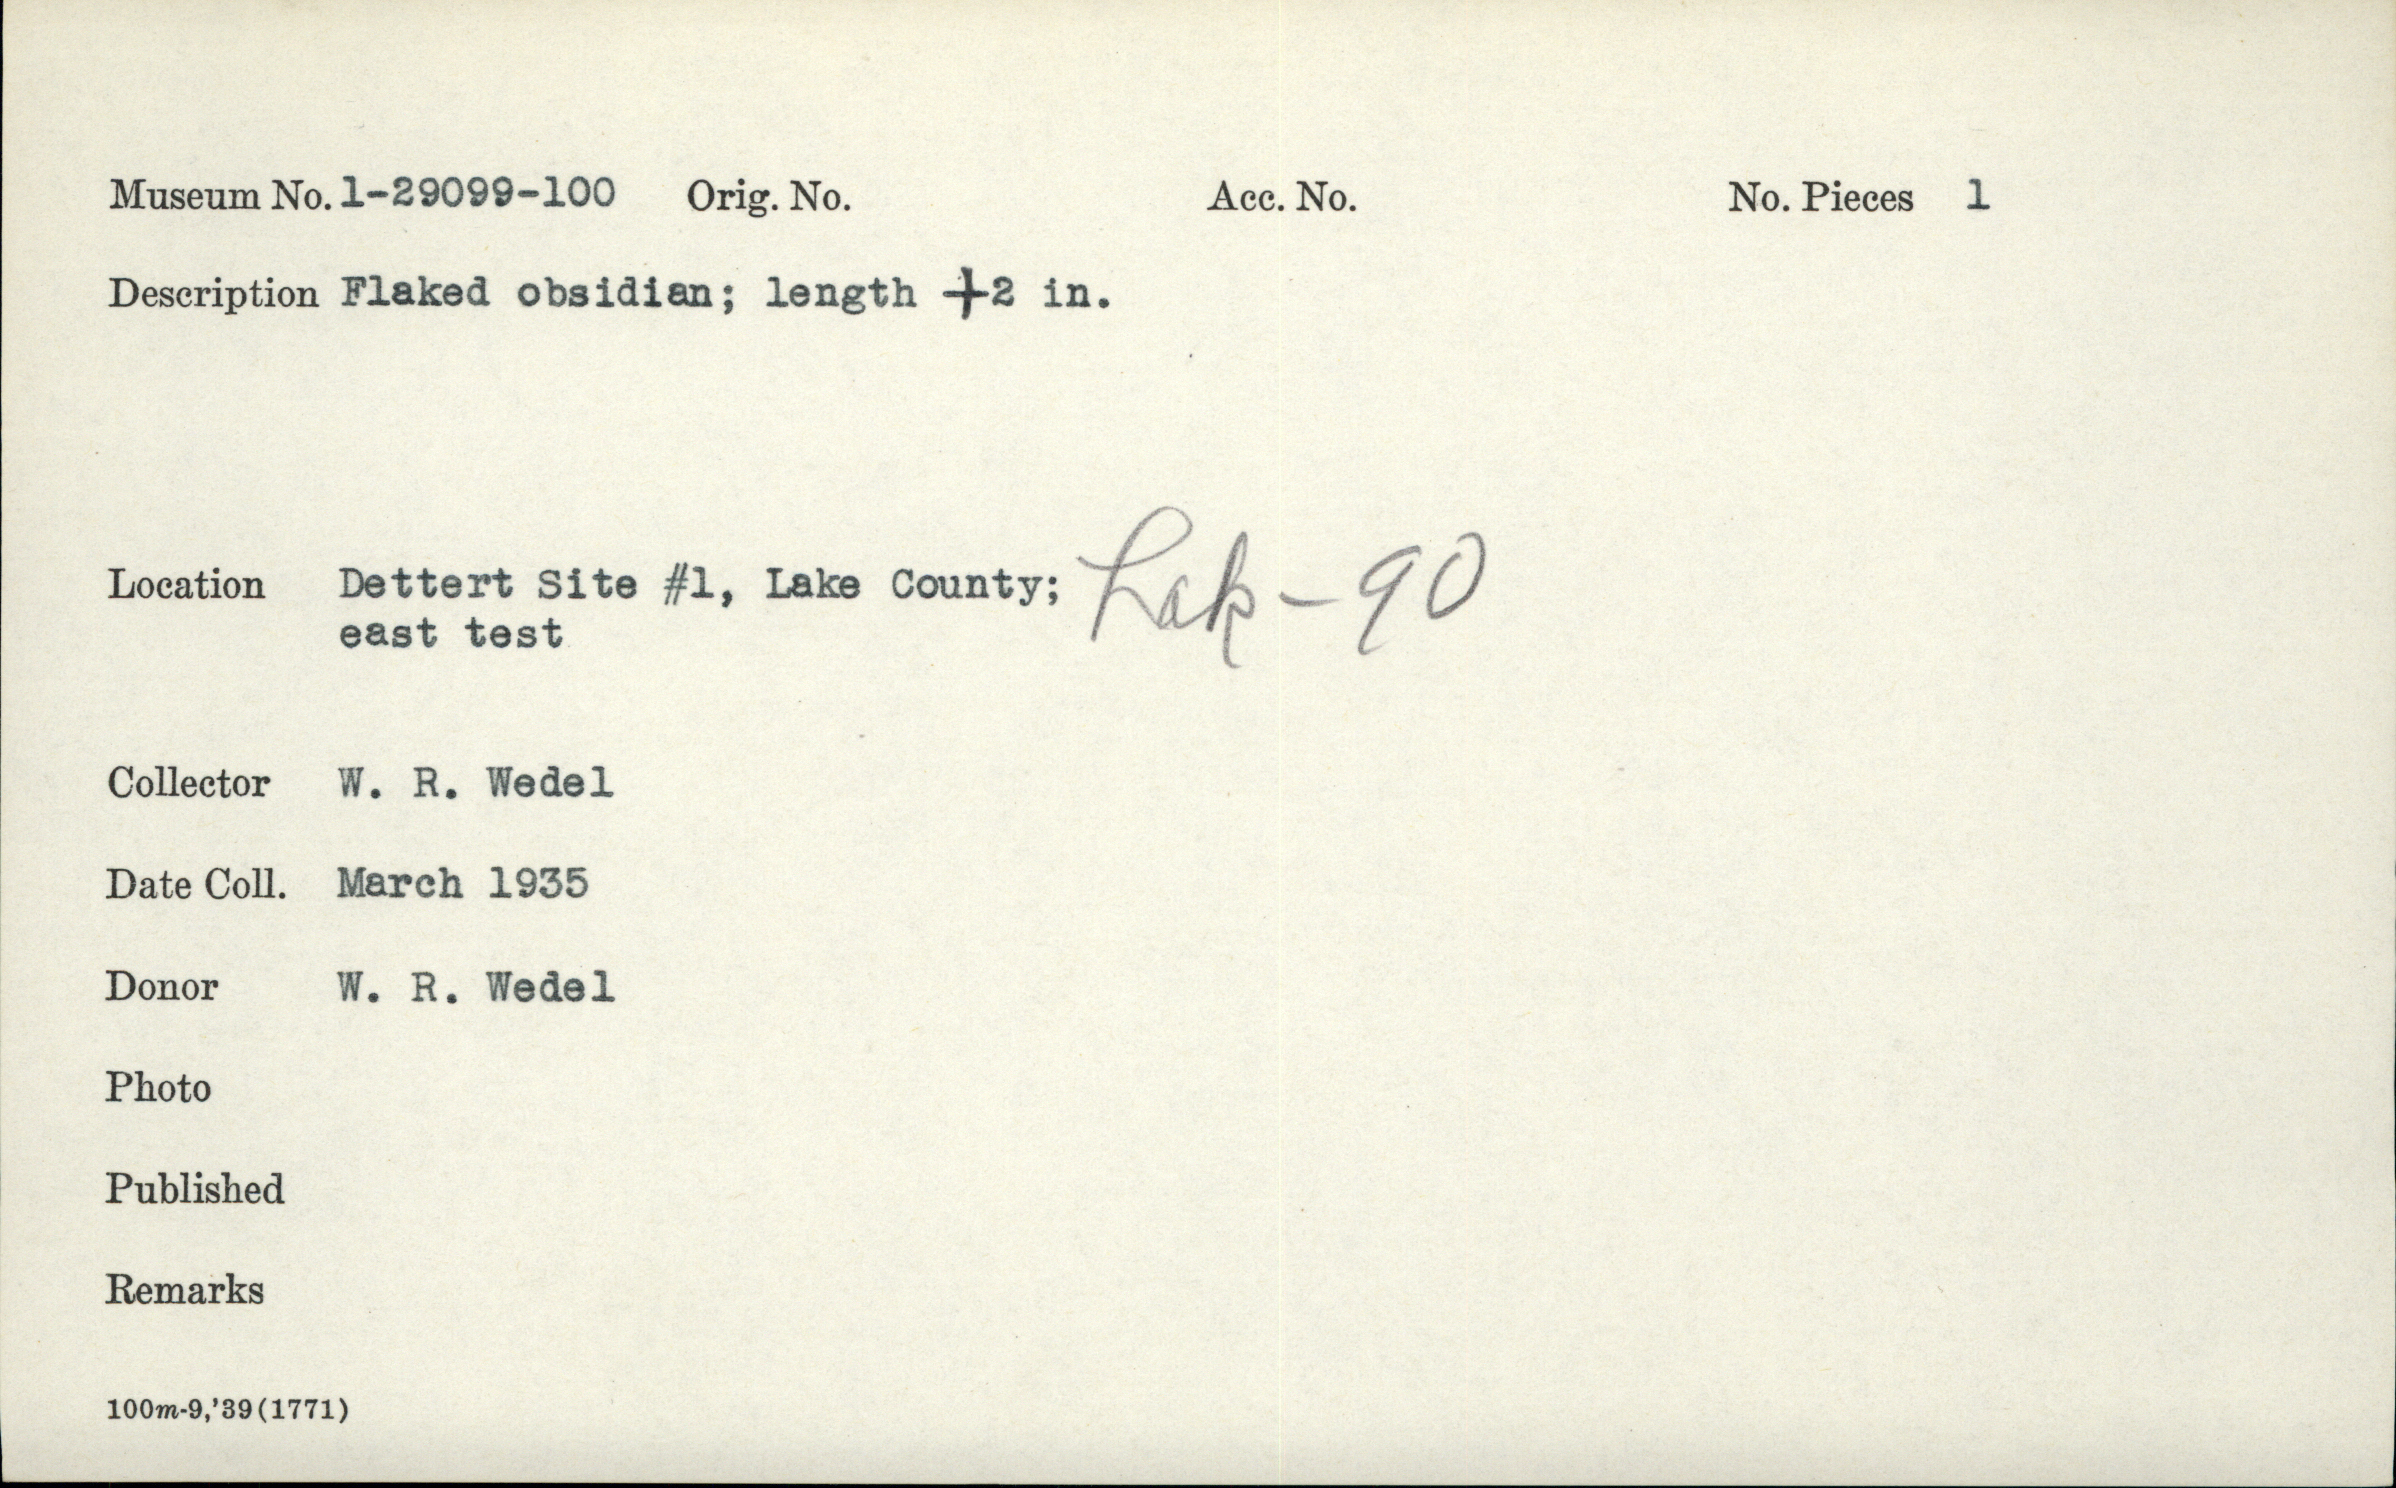 Museum No. 1-29099-100 Orig. No. Acc. No. No. Pieces 1
Description Flaked obsidian; length +2 in.
Location Dettert Site #1, Lake County; Lak-90
east test
Collector W. R. Wedel
Date Coll. March 1935
Donor W. R. Wedel
Photo
Published
Remarks
100m-9,'39(1771)